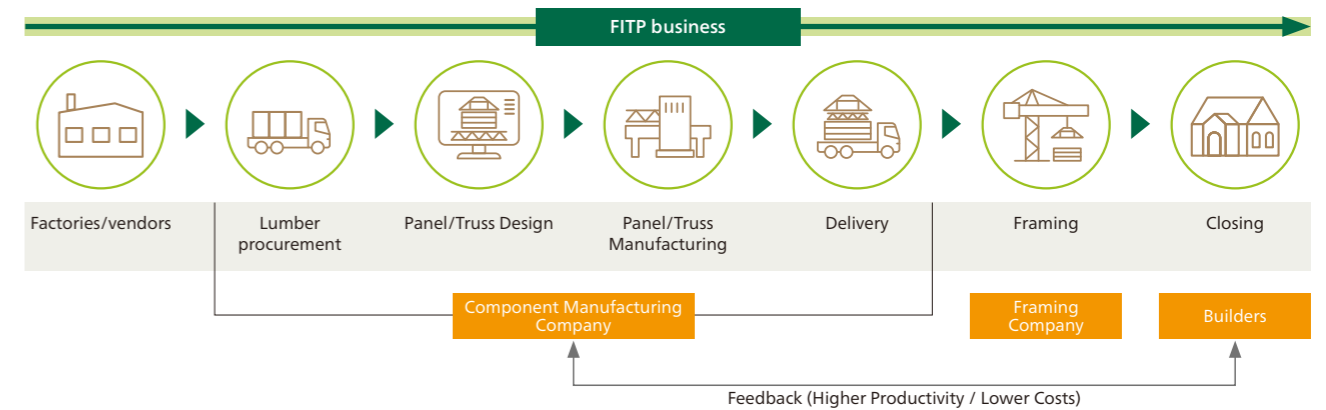 FITP business
Factories/vendors
Lumber
procurement
Panel/Truss Design
Panel/Truss
Manufacturing
Delivery
Framing
Closing
Component Manufacturing
Company
Framing
Company
Builders
Feedback (Higher Productivity / Lower Costs)